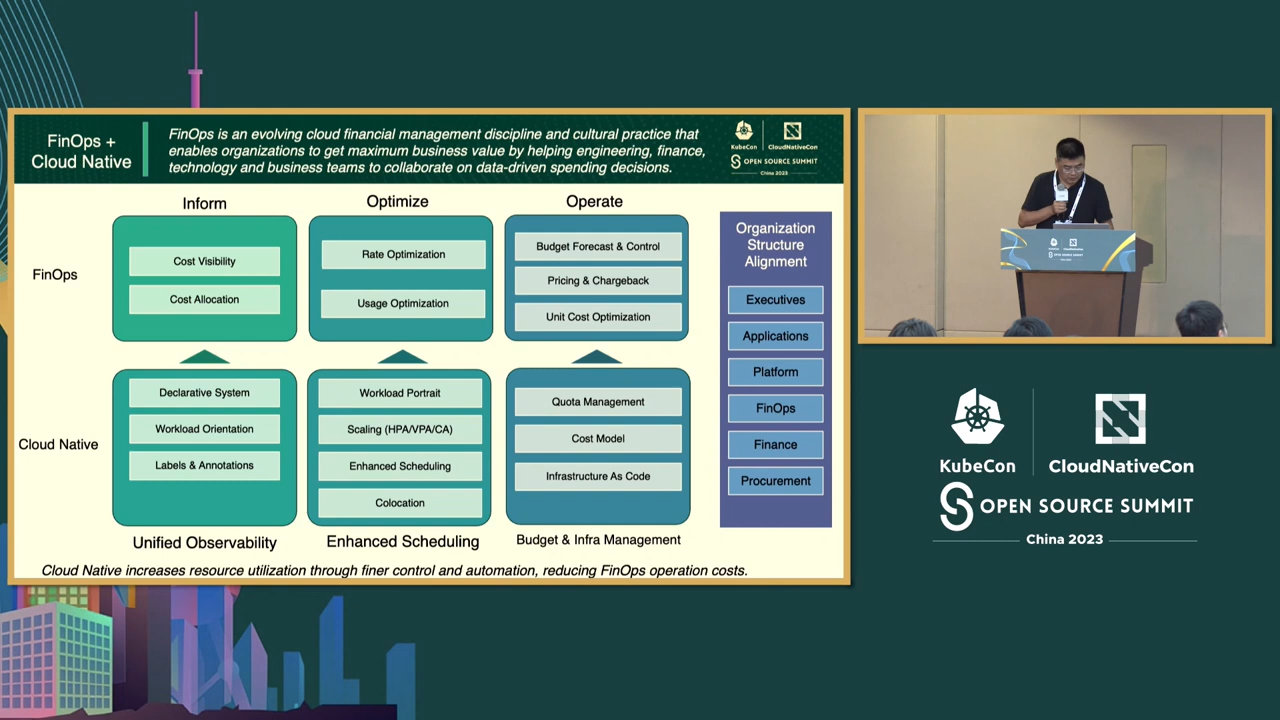 FinOps +
Cloud Native
FinOps is an evolving cloud financial management discipline and cultural practice that
enables organizations to get maximum business value by helping engineering, finance,
technology and business teams to collaborate on data-driven spending decisions.
KubeCon
CloudNativeCon
OPEN SOURCE SUMMIT
China 2023
Inform
Optimize
Operate
FinOps
Cost Visibility
Cost Allocation
Rate Optimization
Usage Optimization
Budget Forecast & Control
Pricing & Chargeback
Unit Cost Optimization
Cloud Native
Declarative System
Workload Orientation
Labels & Annotations
Workload Portrait
Scaling (HPA/VPA/CA)
Enhanced Scheduling
Colocation
Quota Management
Cost Model
Infrastructure As Code
Unified Observability
Enhanced Scheduling
Budget & Infra Management
Organization
Structure
Alignment
Executives
Applications
Platform
FinOps
Finance
Procurement
Cloud Native increases resource utilization through finer control and automation, reducing FinOps operation costs.
OPEN SOURCE SUMMIT
KubeCon
CloudNativeCon
OPEN SOURCE SUMMIT
China 2023